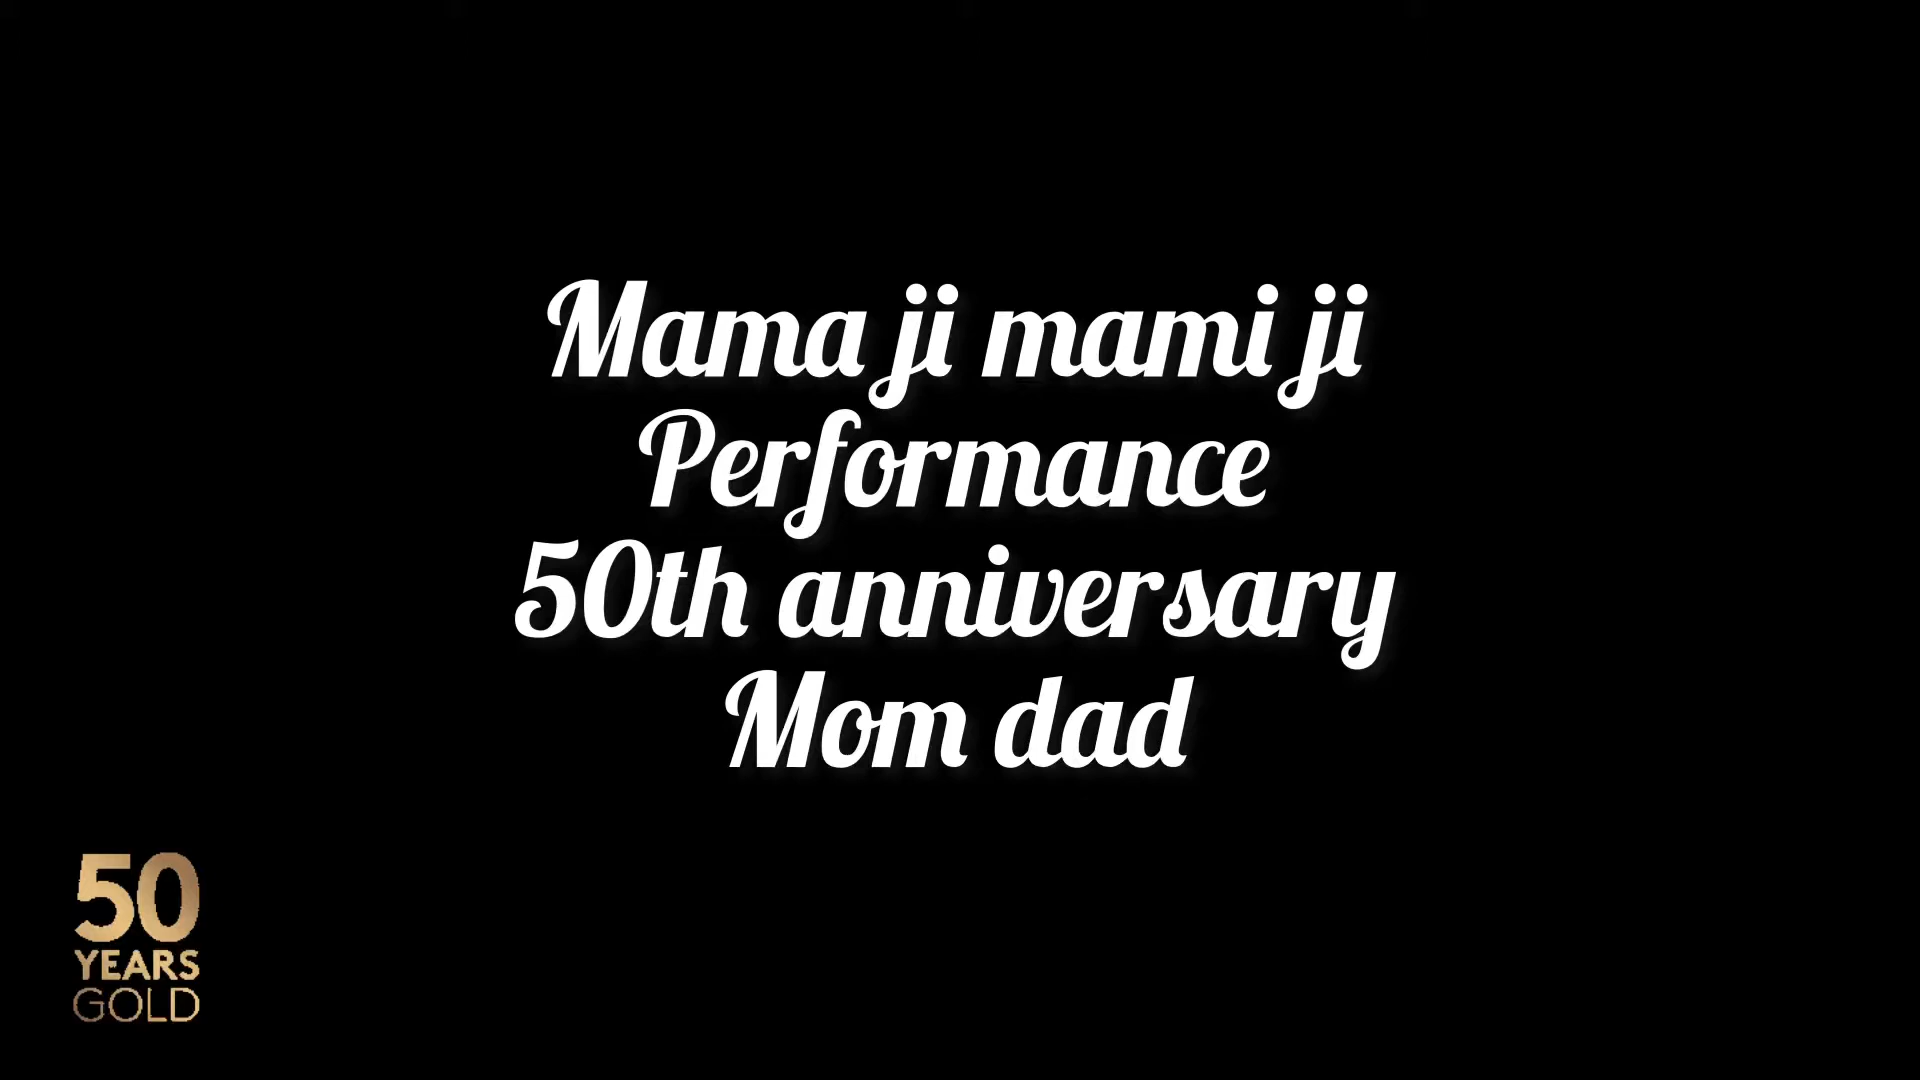 Mama ji mami ji
Performance
50th anniversary
Mom dad
50
YEARS
GOLD